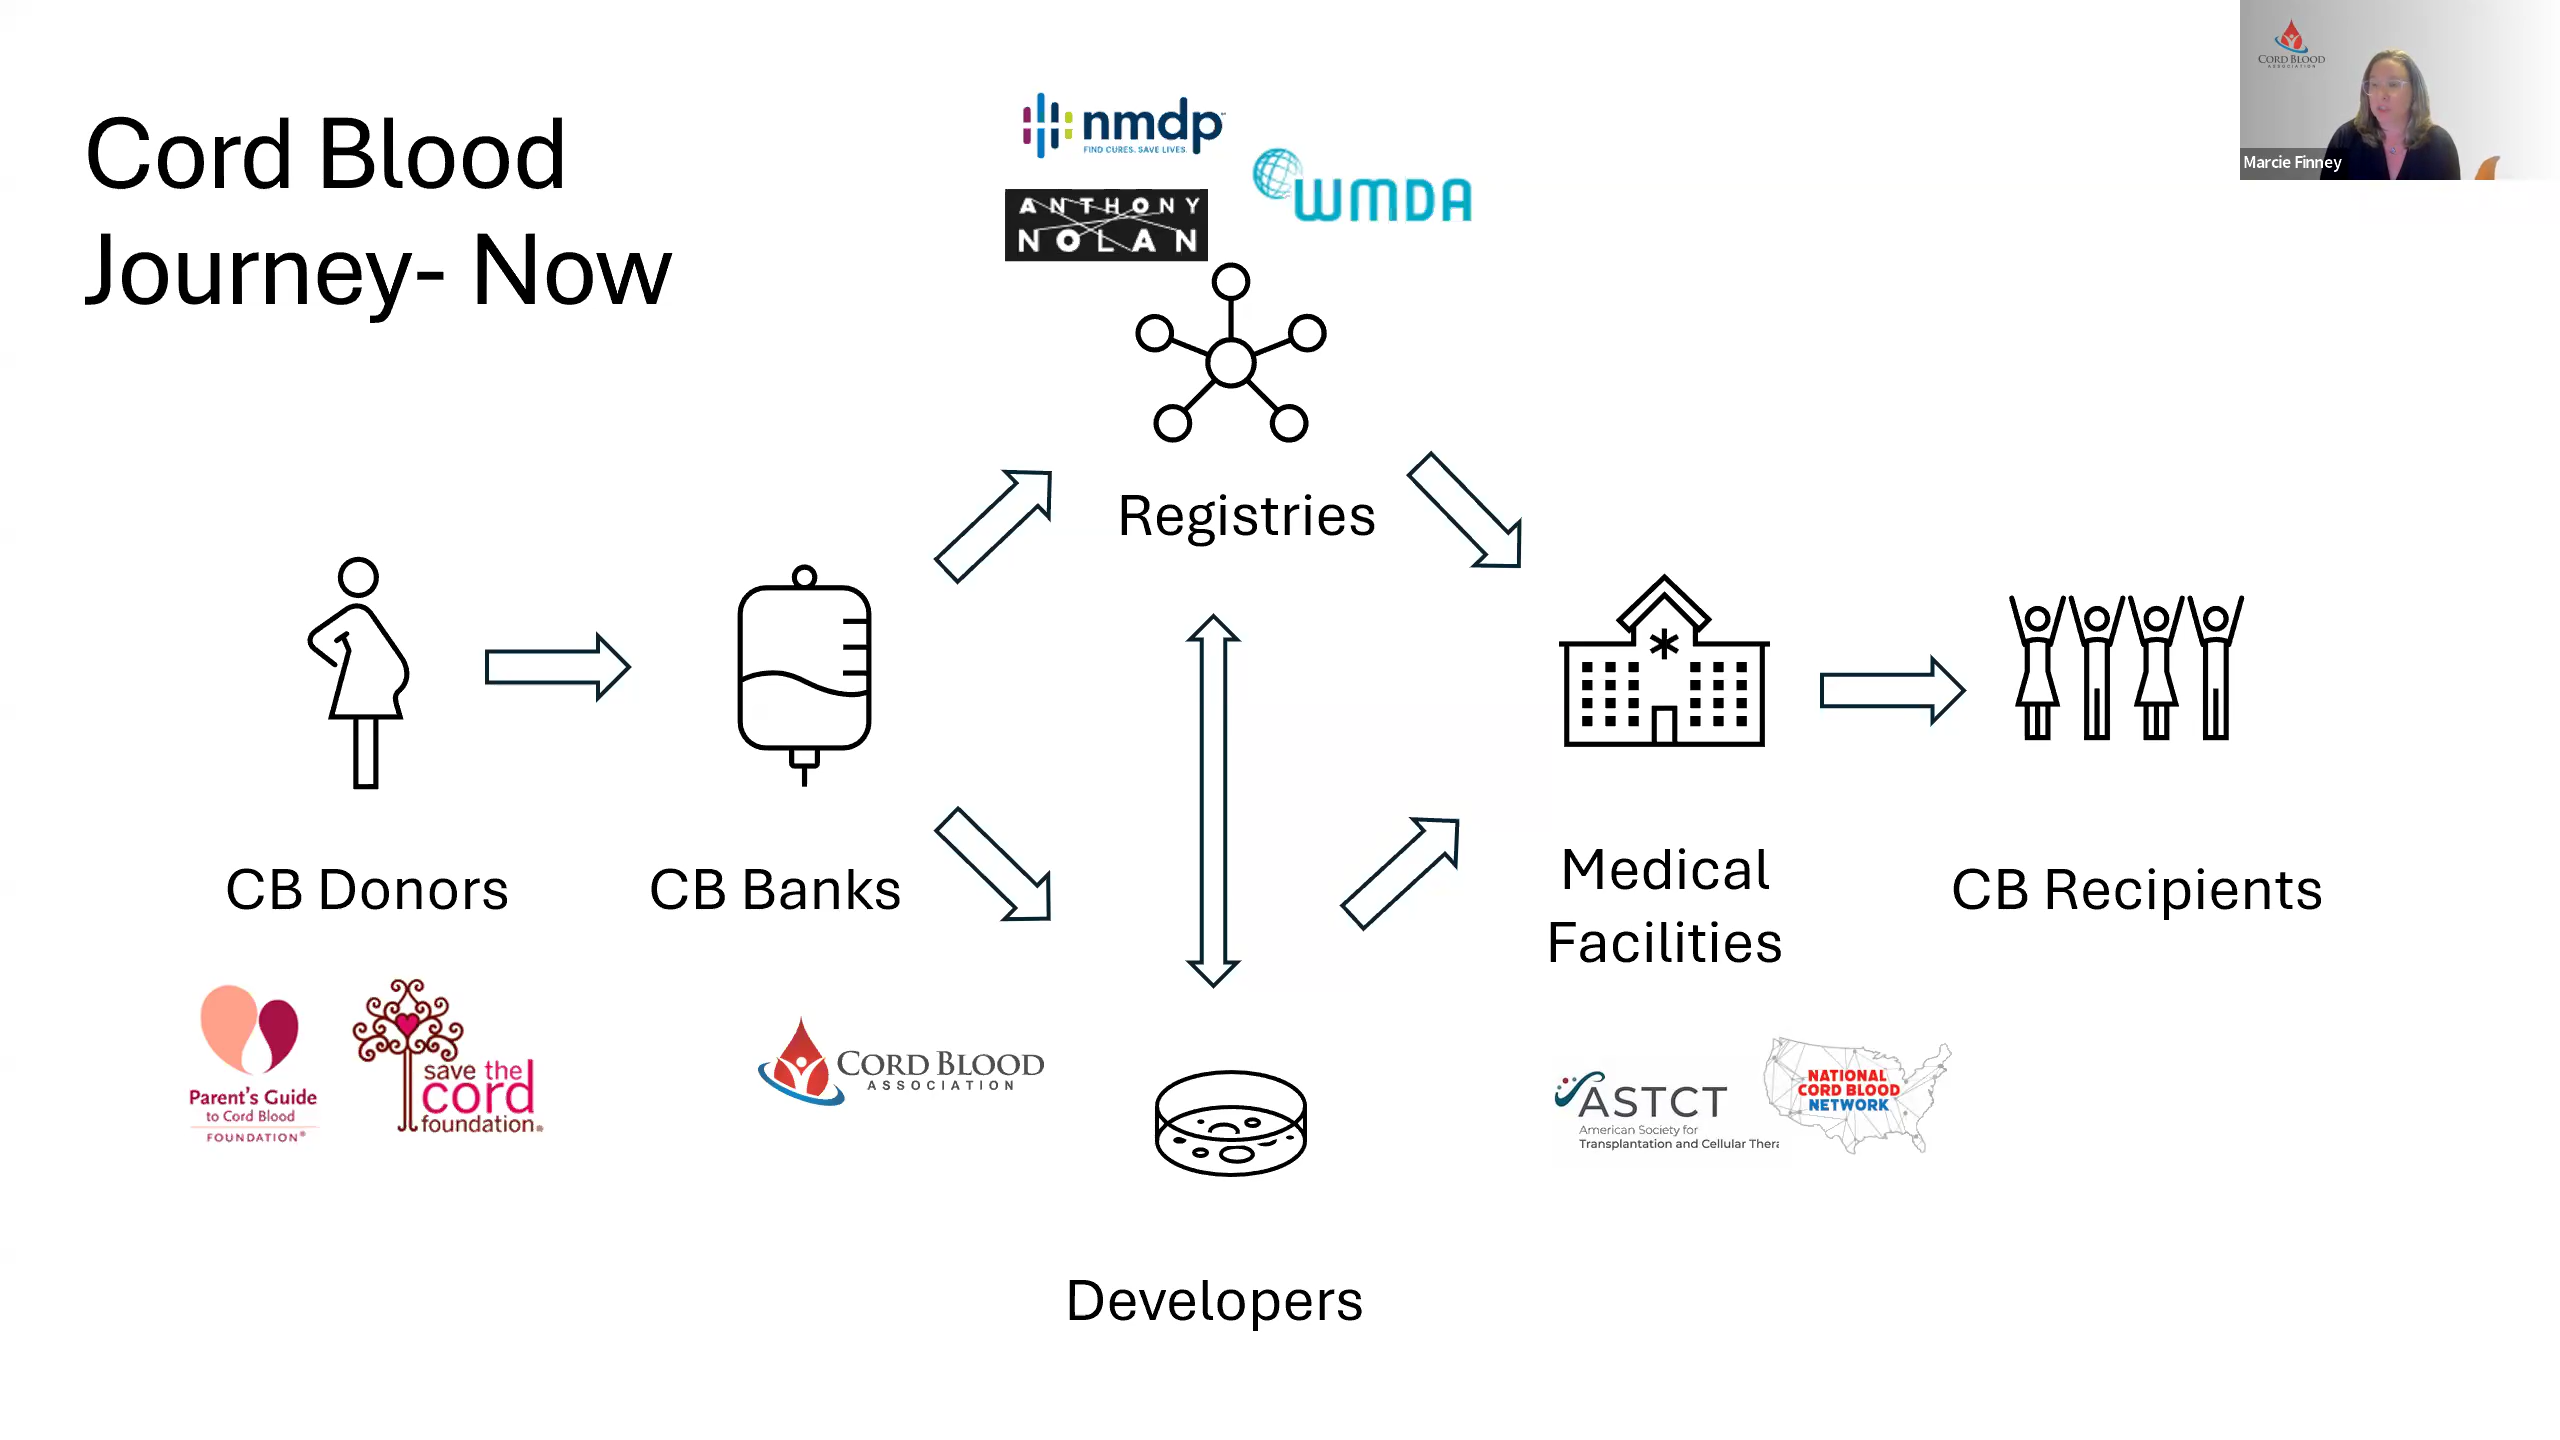 Cord Blood
Journey- Now
nmdp
FIND CURES. SAVE LIVES.
WMDA
ANTHONY
NOLAN
CORD BLOOD
ASSOCIATION
Marcie Finney
Registries
CB Donors
CB Banks
Medical
Facilities
CB Recipients
Parent's Guide
to Cord Blood
FOUNDATION®
save the
cord
foundation®
CORD BLOOD
ASSOCIATION
ASTCT
American Society for
Transplantation and Cellular Thera
NATIONAL
CORD BLOOD
NETWORK
Developers